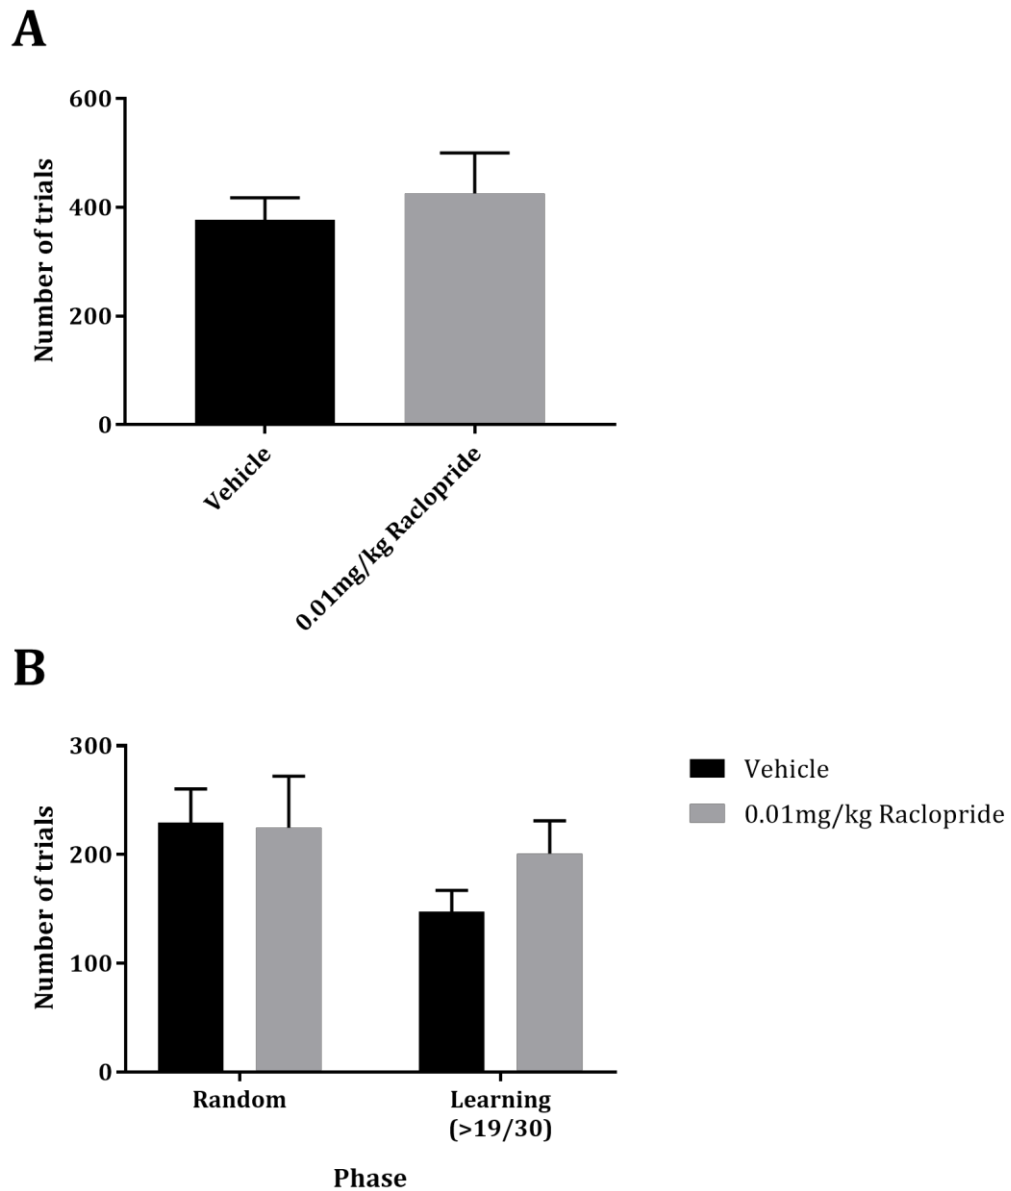 A
600
400
200
0
Number of trials
Vehicle
0.01mg/kg Raclopride
B
300
200
100
0
Number of trials
Random
Learning
(>19/30)
Phase
Vehicle
0.01mg/kg Raclopride